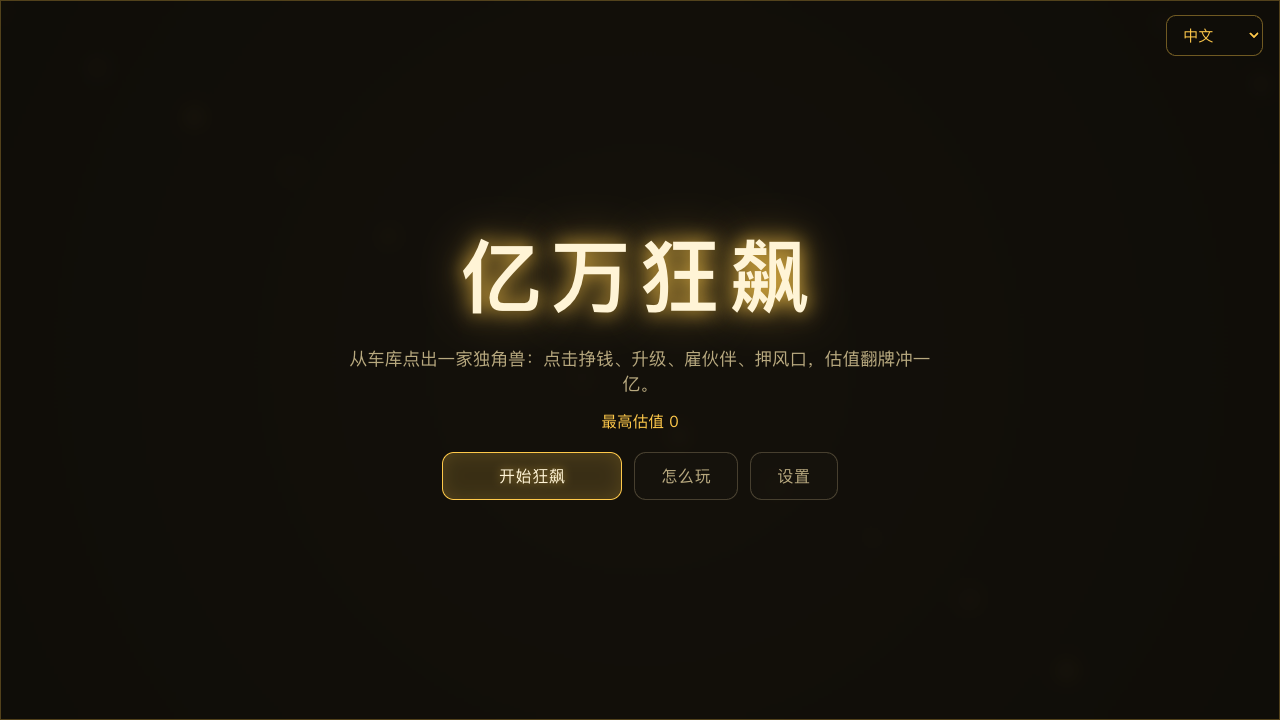 中文
亿万狂飙
从车库点出一家独角兽：点击挣钱、升级、雇伙伴、押风口，估值翻牌冲一
亿。
最高估值 0
开始狂飙 怎么玩 设置